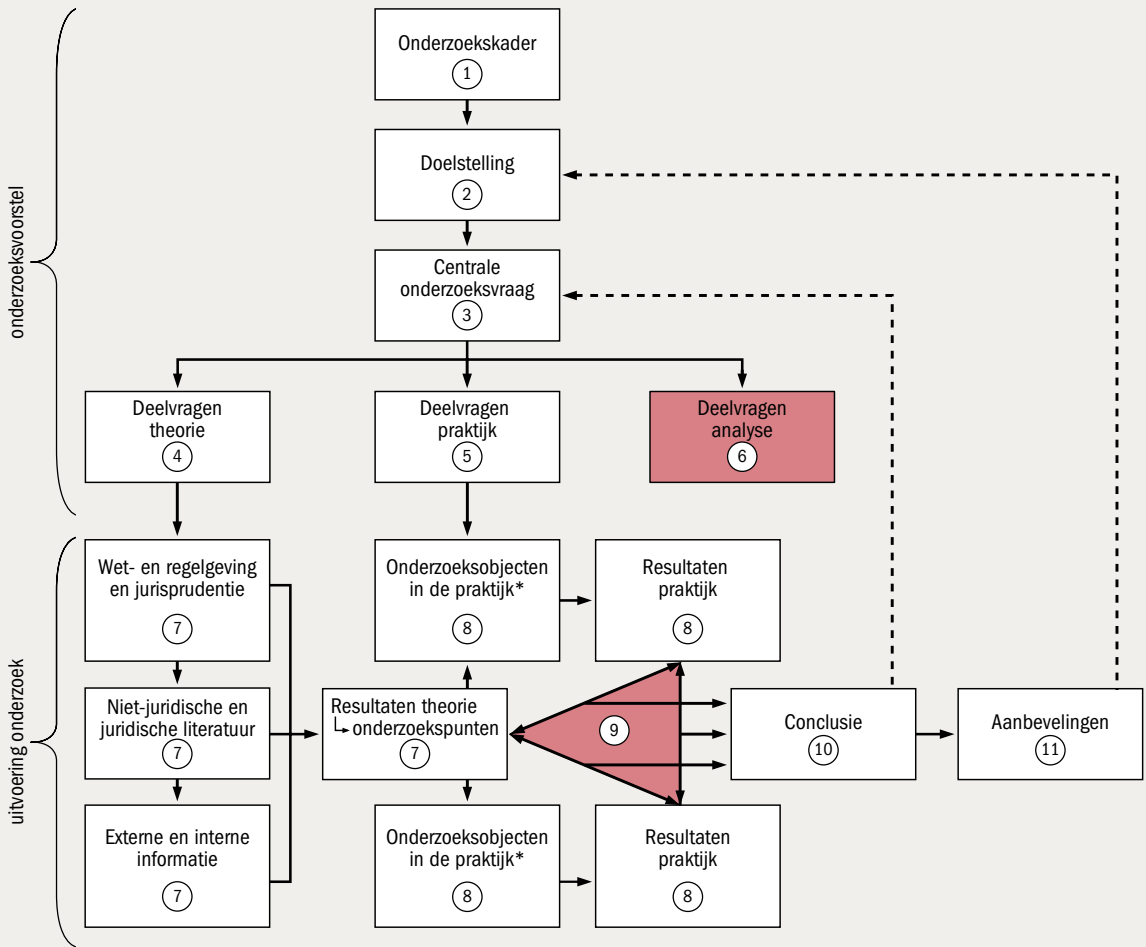 Onderzoekskader
1
Doelstelling
2
Centrale
onderzoeksvraag
3
onderzoeksvoorstel
Deelvragen
theorie
4
Deelvragen
praktijk
5
Deelvragen
analyse
6
uitvoering onderzoek
Wet- en regelgeving
en jurisprudentie
7
Onderzoeksobjecten
in de praktijk*
8
Resultaten
praktijk
8
Niet-juridische en
juridische literatuur
7
Resultaten theorie
onderzoekspunten
7
9
Conclusie
10
Aanbevelingen
11
Externe en interne
informatie
7
Onderzoeksobjecten
in de praktijk*
8
Resultaten
praktijk
8